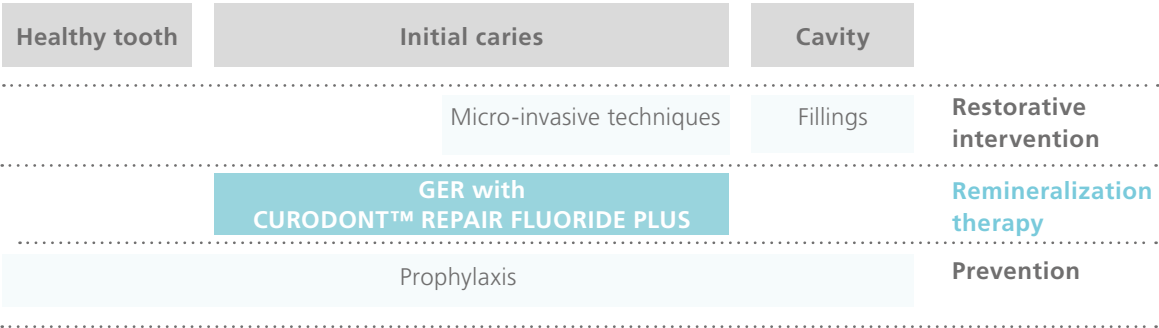 Healthy tooth
Initial caries
Cavity
Micro-invasive techniques
Fillings
Restorative
intervention
GER with
CURODONT™ REPAIR FLUORIDE PLUS
Remineralization
therapy
Prophylaxis
Prevention